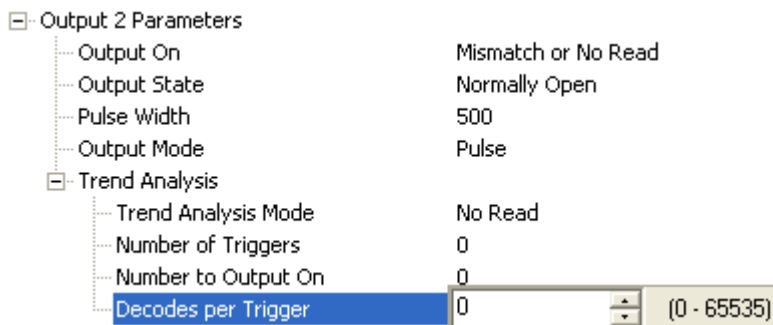 Output 2 Parameters
Output On Mismatch or No Read
Output State Normally Open
Pulse Width 500
Output Mode Pulse
Trend Analysis
Trend Analysis Mode No Read
Number of Triggers 0
Number to Output On 0
Decodes per Trigger 0 (0 - 65535)